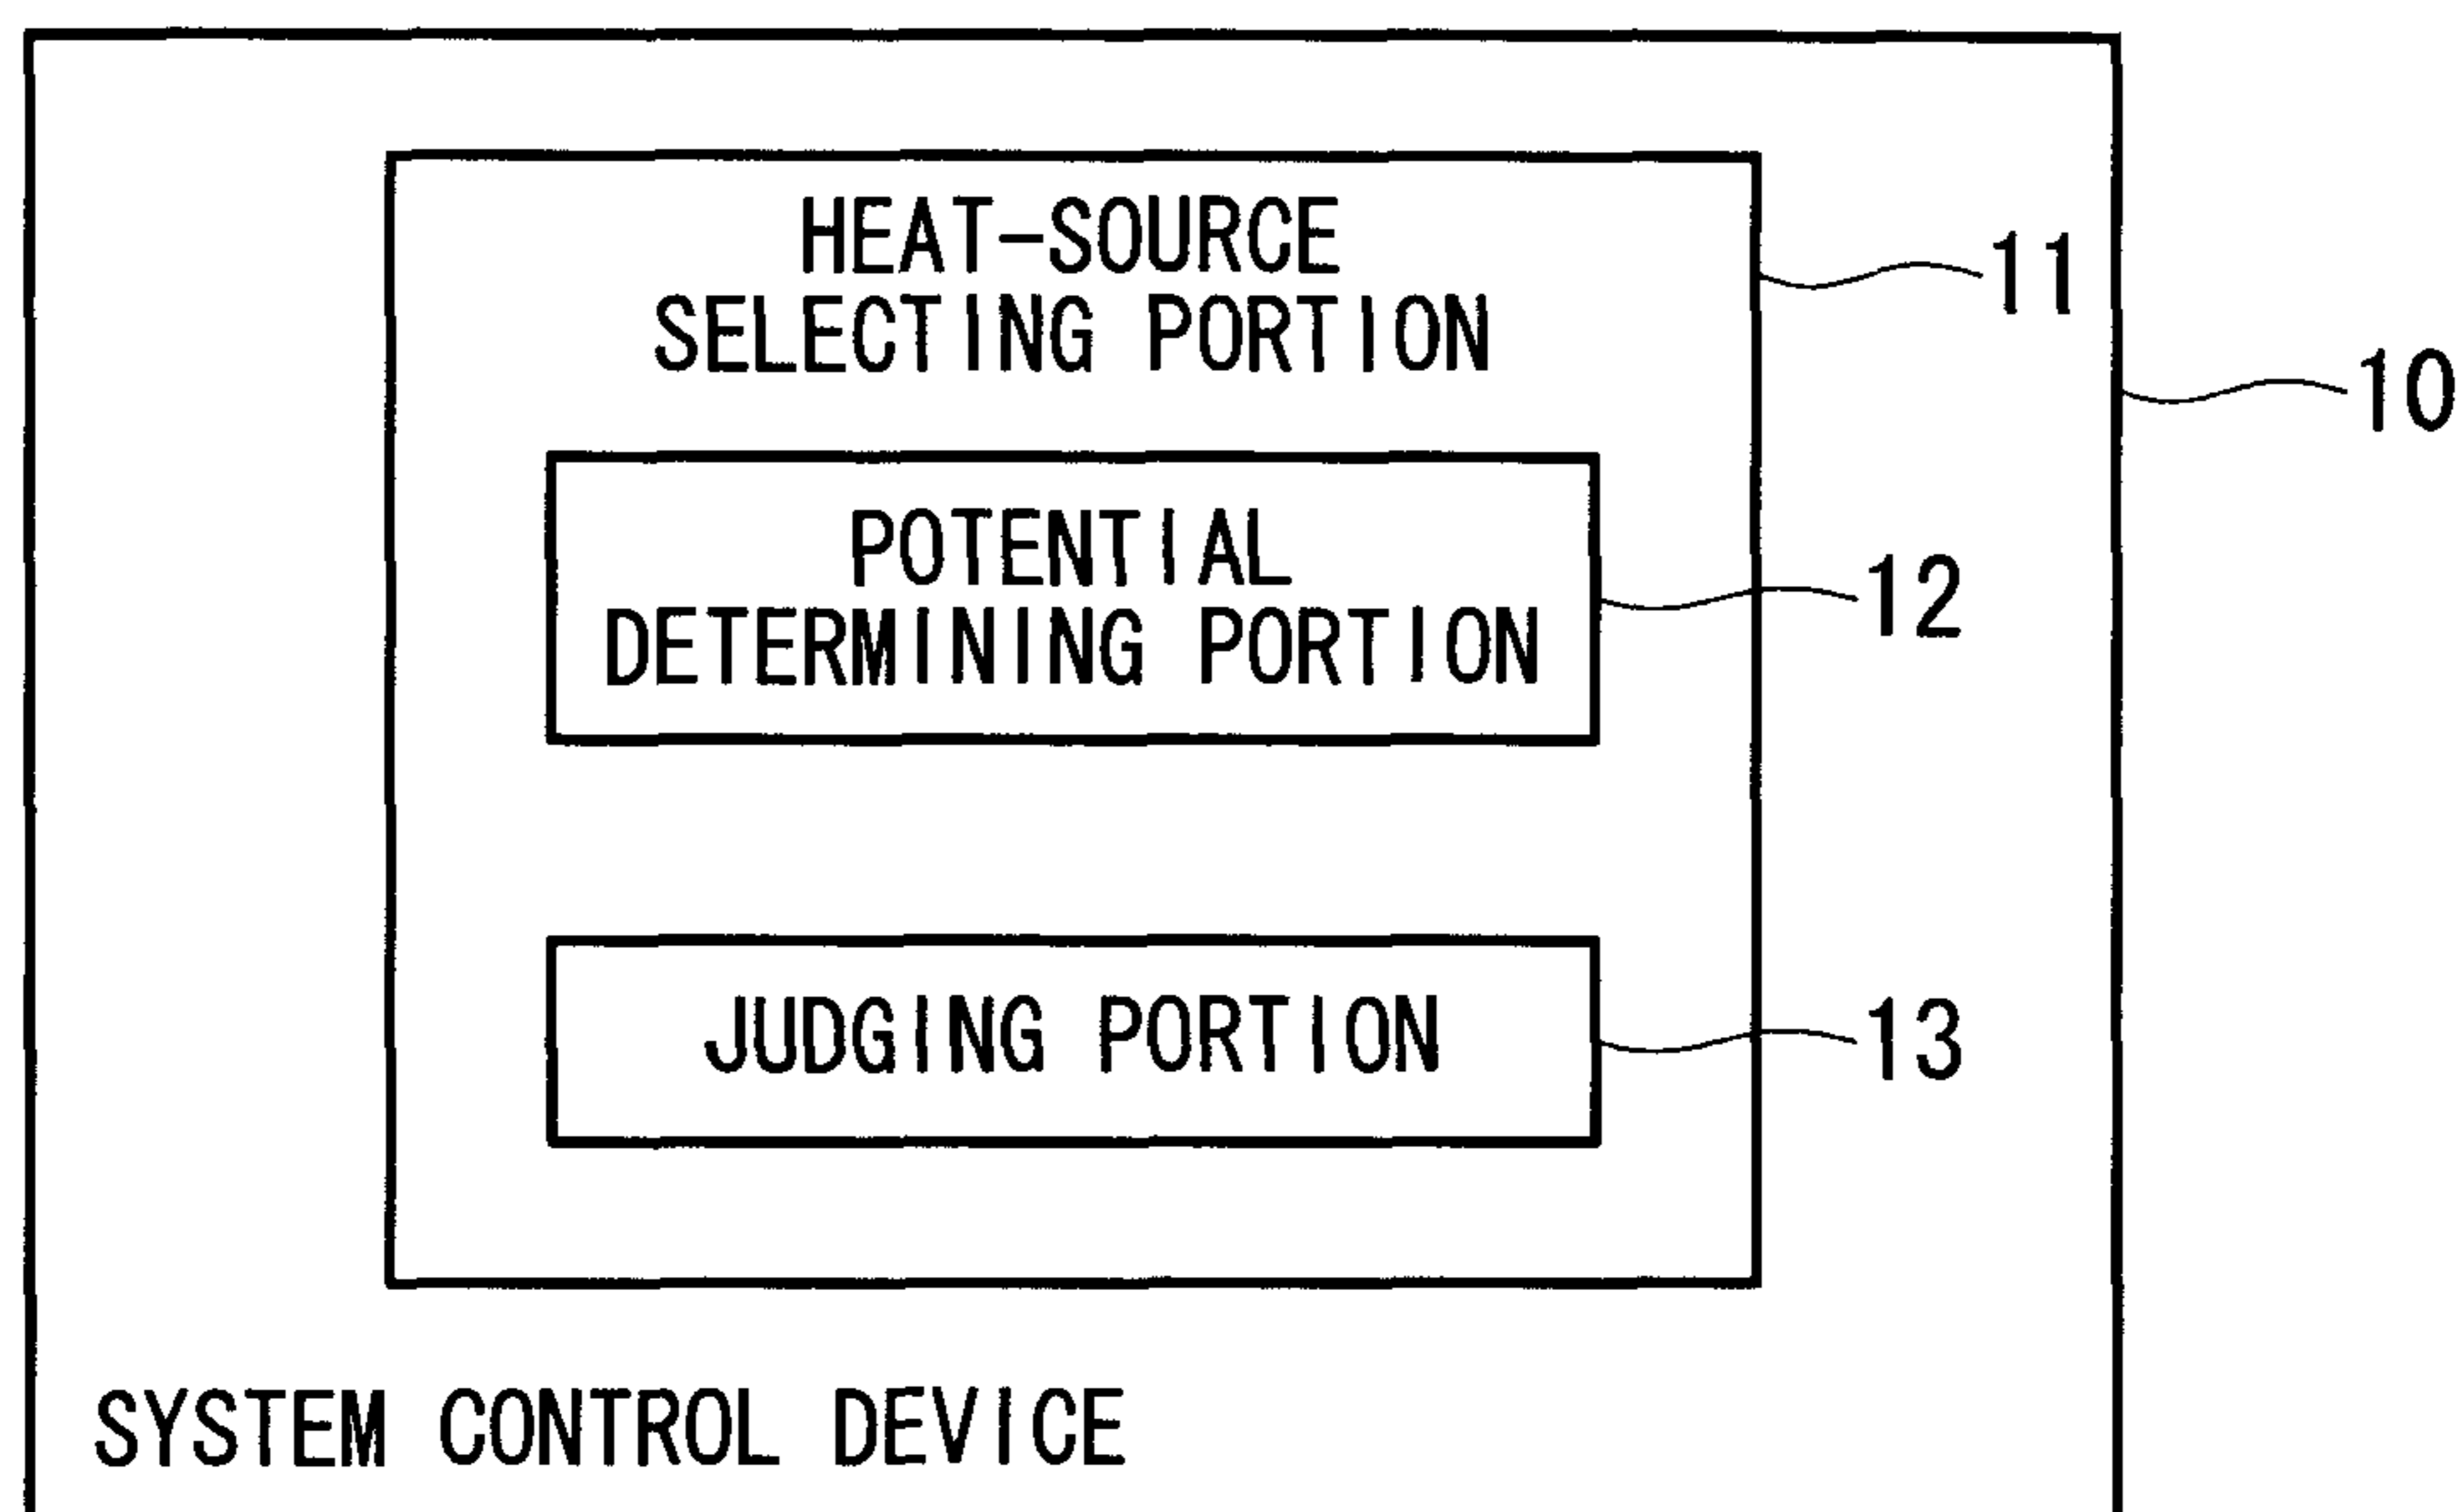 HEAT-SOURCE
SELECTING PORTION
11
10
POTENTIAL
DETERMINING PORTION
12
JUDGING PORTION
13
SYSTEM CONTROL DEVICE